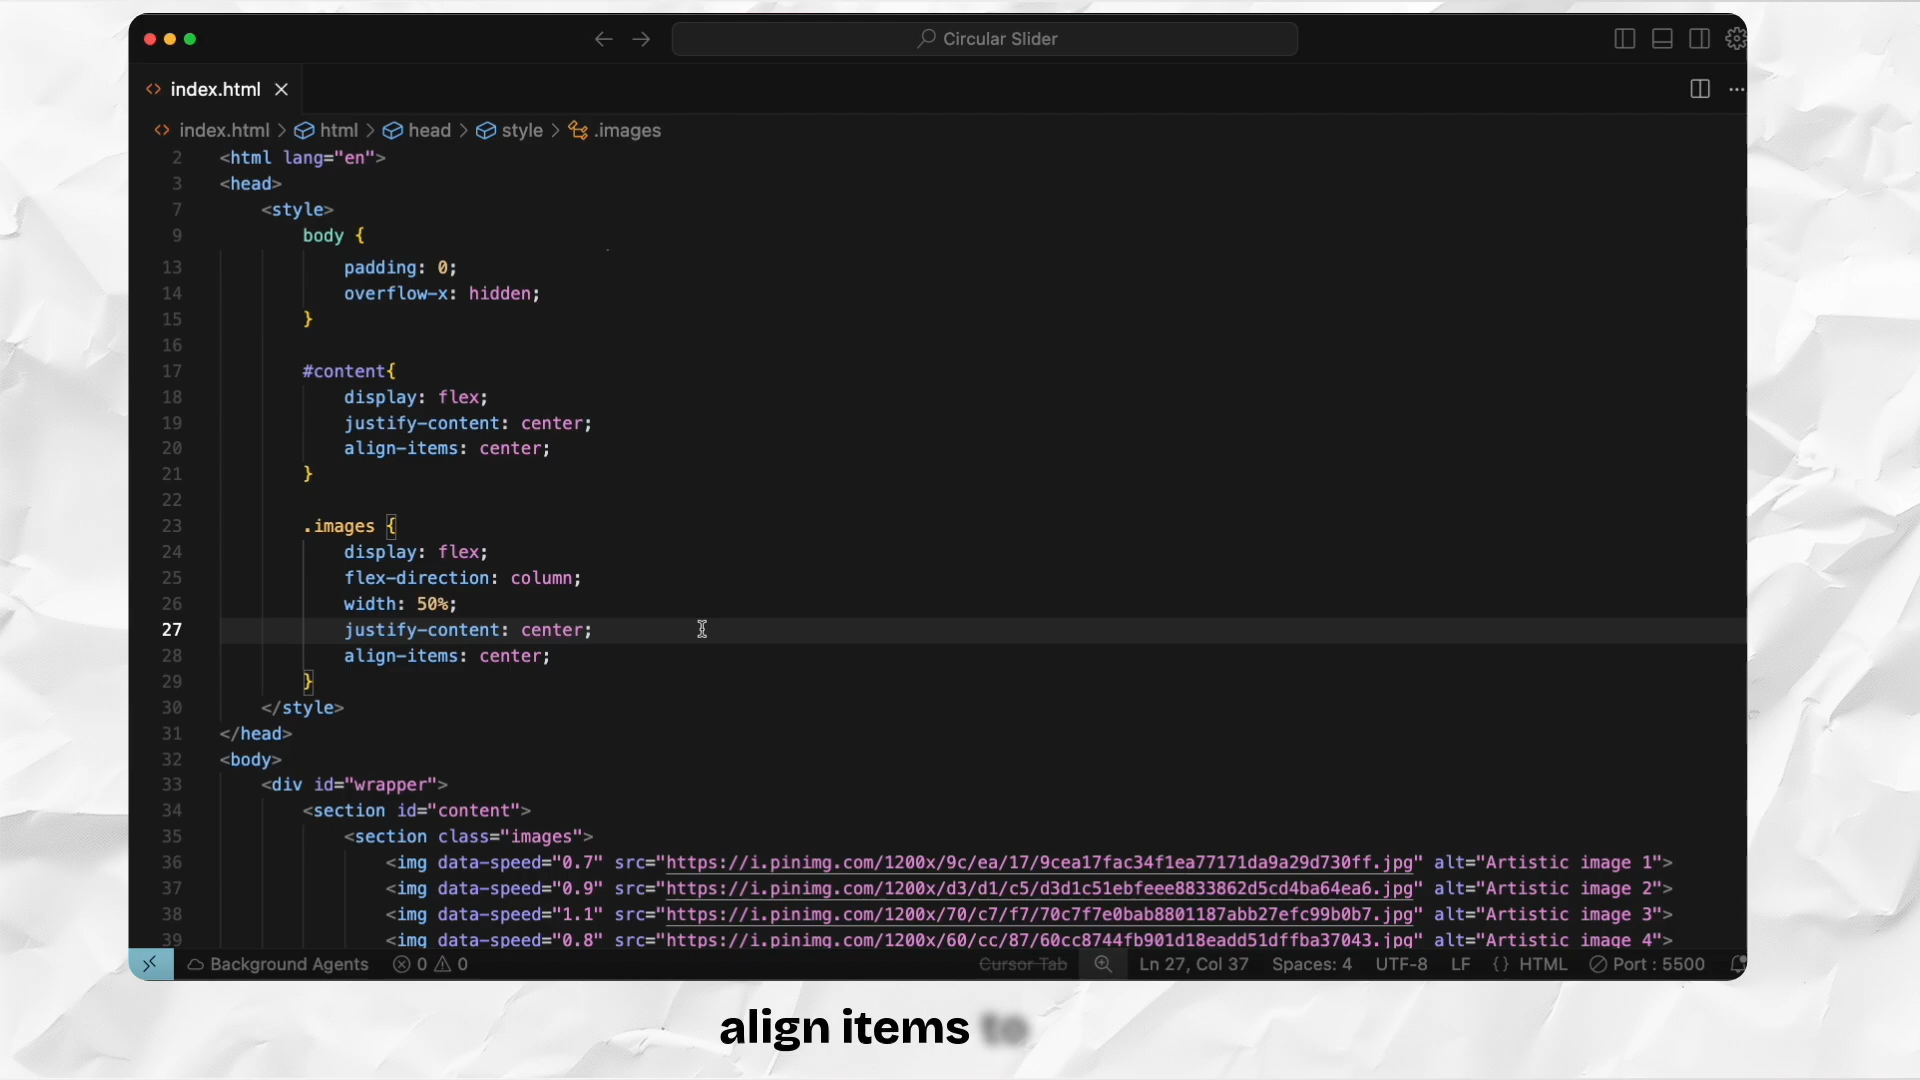 Circular Slider
index.html
index.html > html > head > style > .images
2 <html lang="en">
3 <head>
7 <style>
9 body {
13 padding: 0;
14 overflow-x: hidden;
15 }
16
17 #content{
18 display: flex;
19 justify-content: center;
20 align-items: center;
21 }
22
23 .images {
24 display: flex;
25 flex-direction: column;
26 width: 50%;
27 justify-content: center;
28 align-items: center;
29 }
30 </style>
31 </head>
32 <body>
33 <div id="wrapper">
34 <section id="content">
35 <section class="images">
36 <img data-speed="0.7" src="https://i.pinimg.com/1200x/9c/ea/17/9cea17fac34f1ea77171da9a29d730ff.jpg" alt="Artistic image 1">
37 <img data-speed="0.9" src="https://i.pinimg.com/1200x/d3/d1/c5/d3d1c51ebfeee8833862d5cd4ba64ea6.jpg" alt="Artistic image 2">
38 <img data-speed="1.1" src="https://i.pinimg.com/1200x/70/c7/f7/70c7f7e0bab8801187abb27efc99b0b7.jpg" alt="Artistic image 3">
39 <img data-speed="0.8" src="https://i.pinimg.com/1200x/60/cc/87/60cc8744fb901d18eadd51dffba37043.jpg" alt="Artistic image 4">
Background Agents 0 0 Cursor Tab Ln 27, Col 37 Spaces: 4 UTF-8 LF {} HTML Port : 5500
align items to